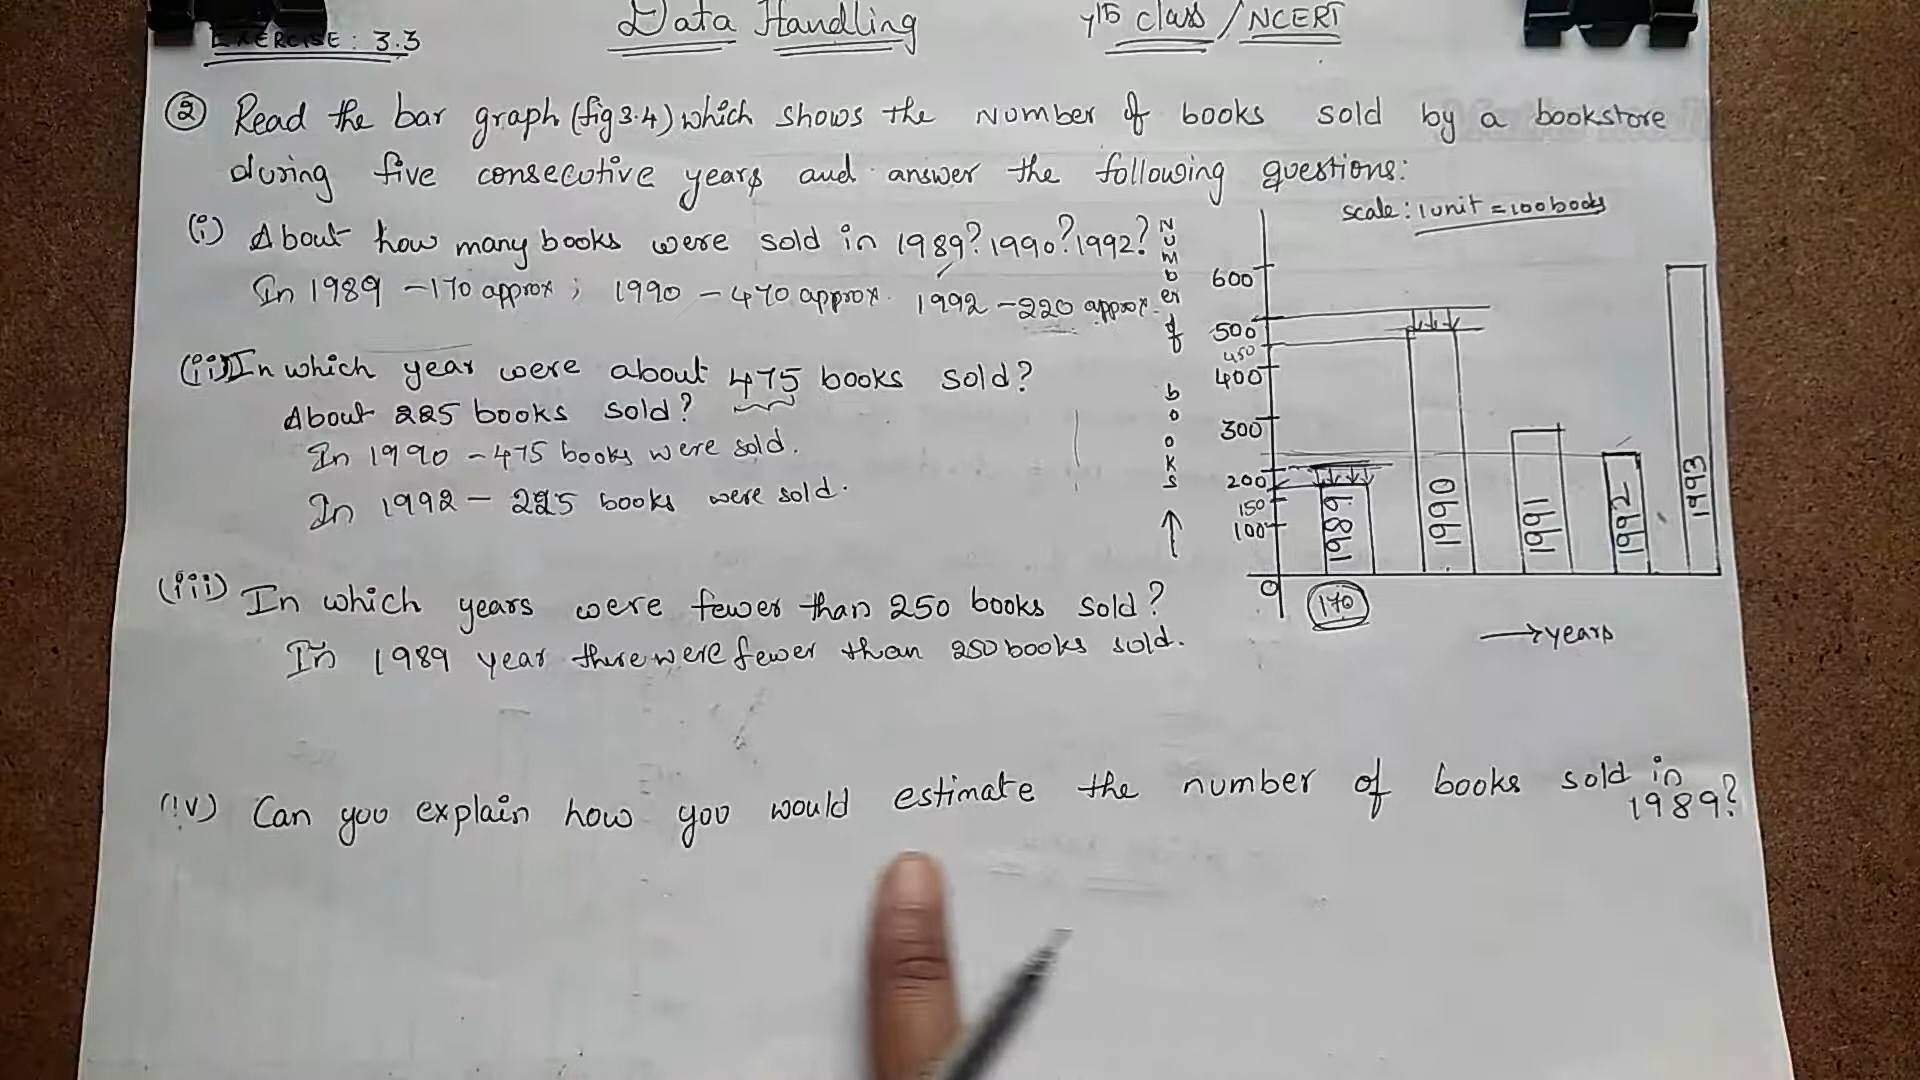 EXERCISE: 3.3
Data Handling
7th class / NCERT
② Read the bar graph (fig 3.4) which shows the Number of books sold by a bookstore
during five consecutive years and answer the following questions:
(i) About how many books were sold in 1989? 1990? 1992?
In 1989 - 170 approx ; 1990 - 470 approx. 1992 - 220 approx.
(ii) In which year were about 475 books sold?
About 225 books sold?
In 1990 - 475 books were sold.
In 1992 - 225 books were sold.
(iii) In which years were fewer than 250 books sold?
In 1989 year there were fewer than 250 books sold.
(iv) Can you explain how you would estimate the number of books sold in
1989?
scale: 1 unit = 100 books
Number of books
600
500
450
400
300
200
150
100
0
1989
1990
1991
1992
1993
170
→ years